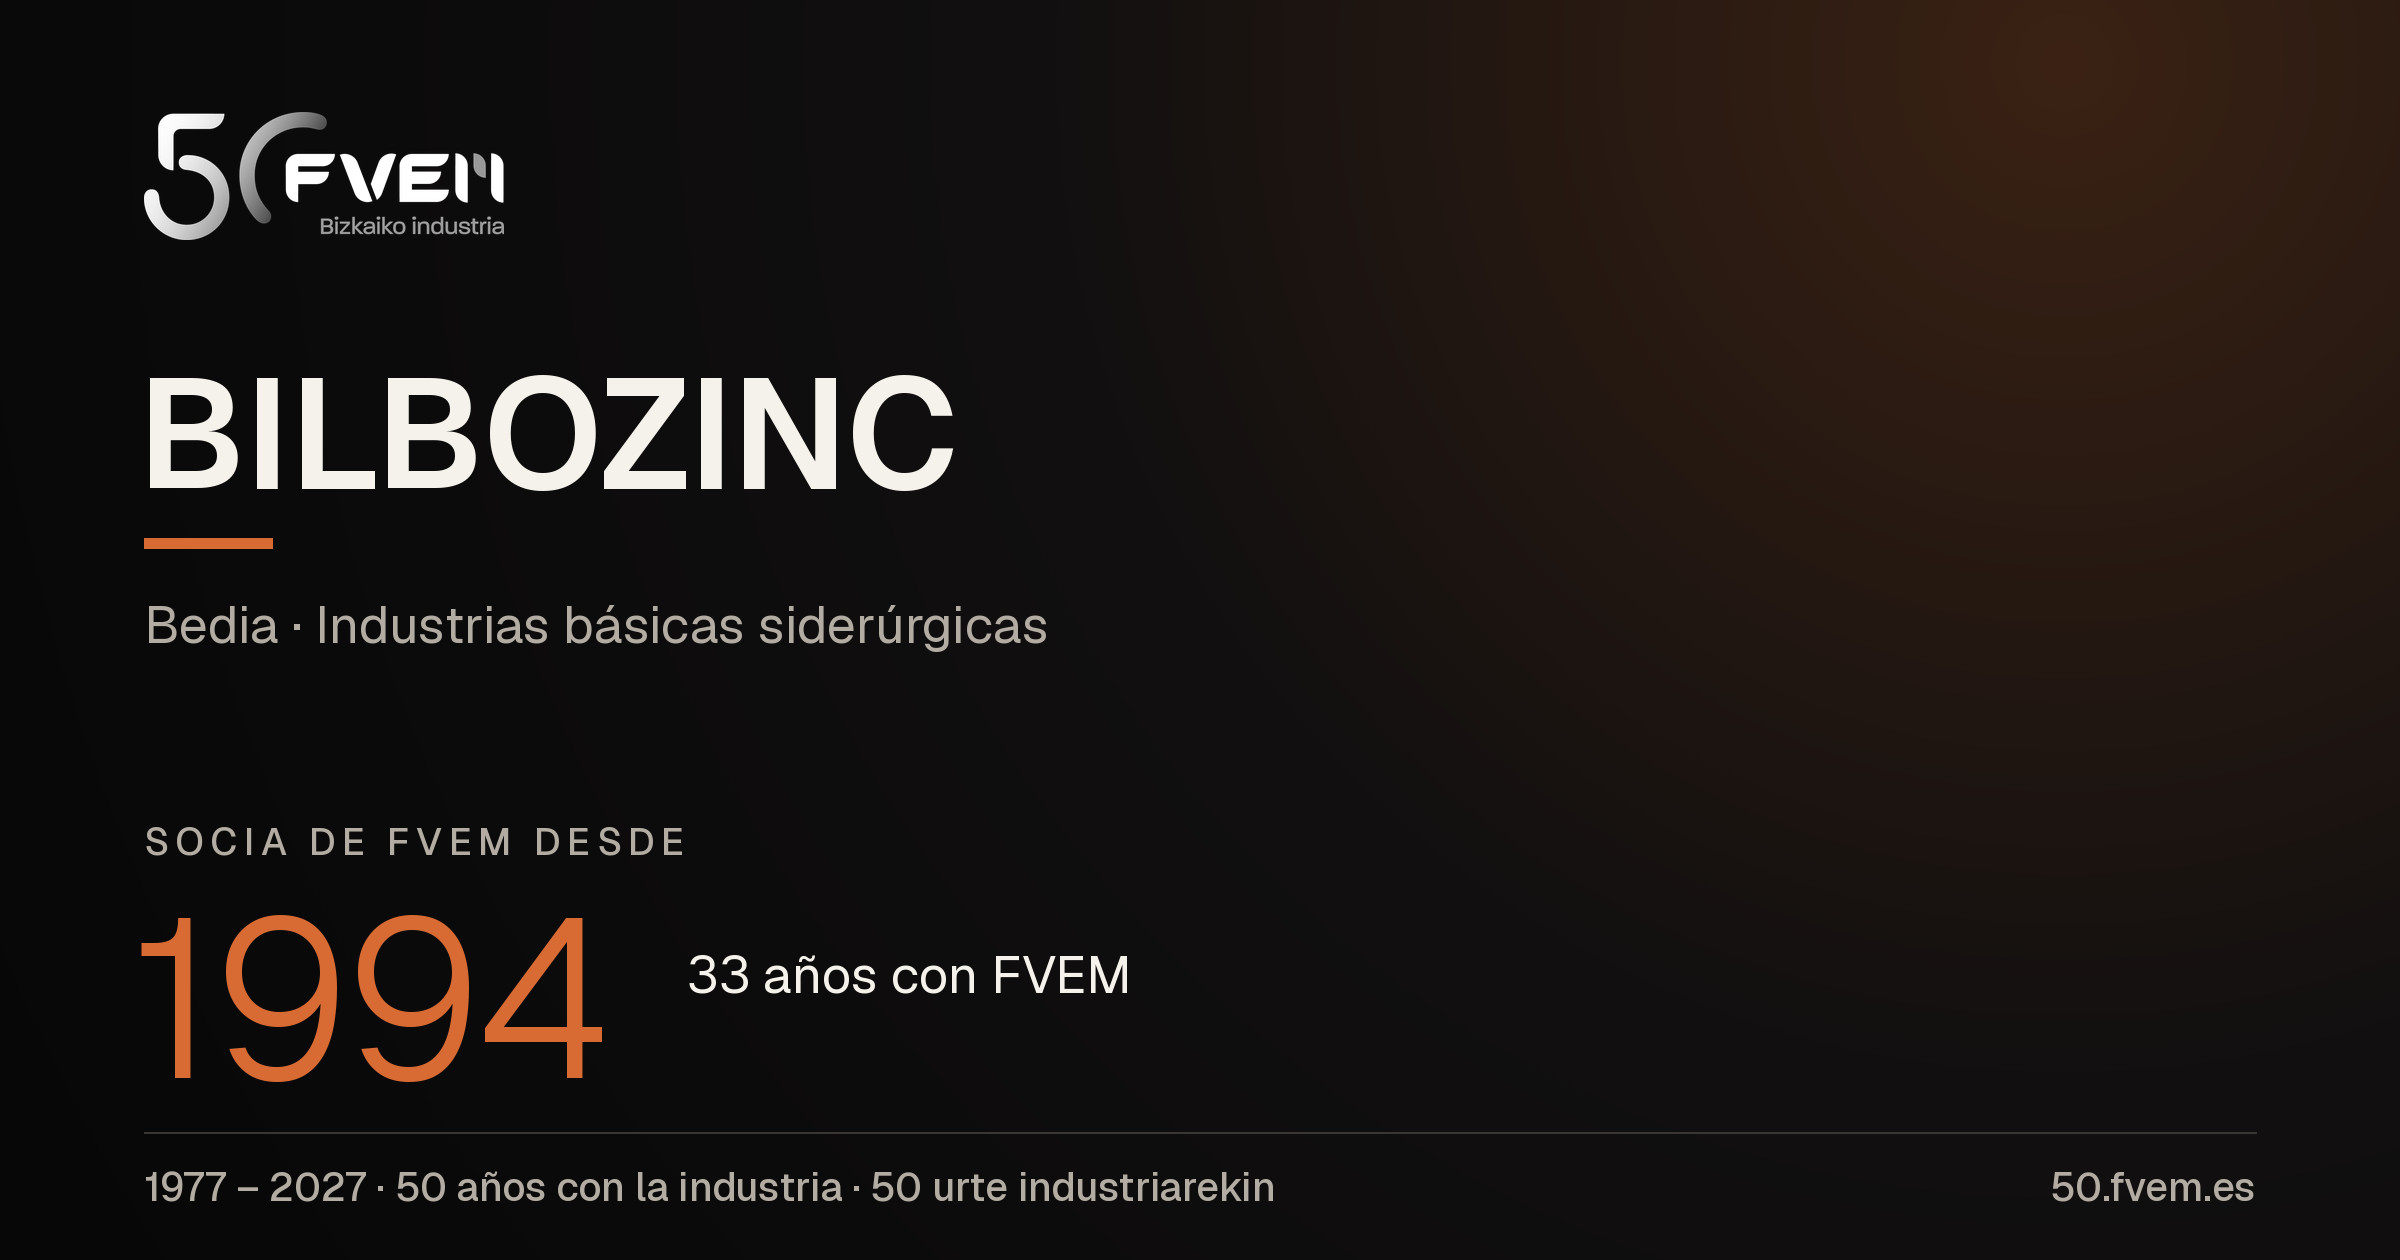 50 FVEM
Bizkaiko industria
BILBOZINC
Bedia · Industrias básicas siderúrgicas
SOCIA DE FVEM DESDE
1994
33 años con FVEM
1977 – 2027 · 50 años con la industria · 50 urte industriarekin
50.fvem.es